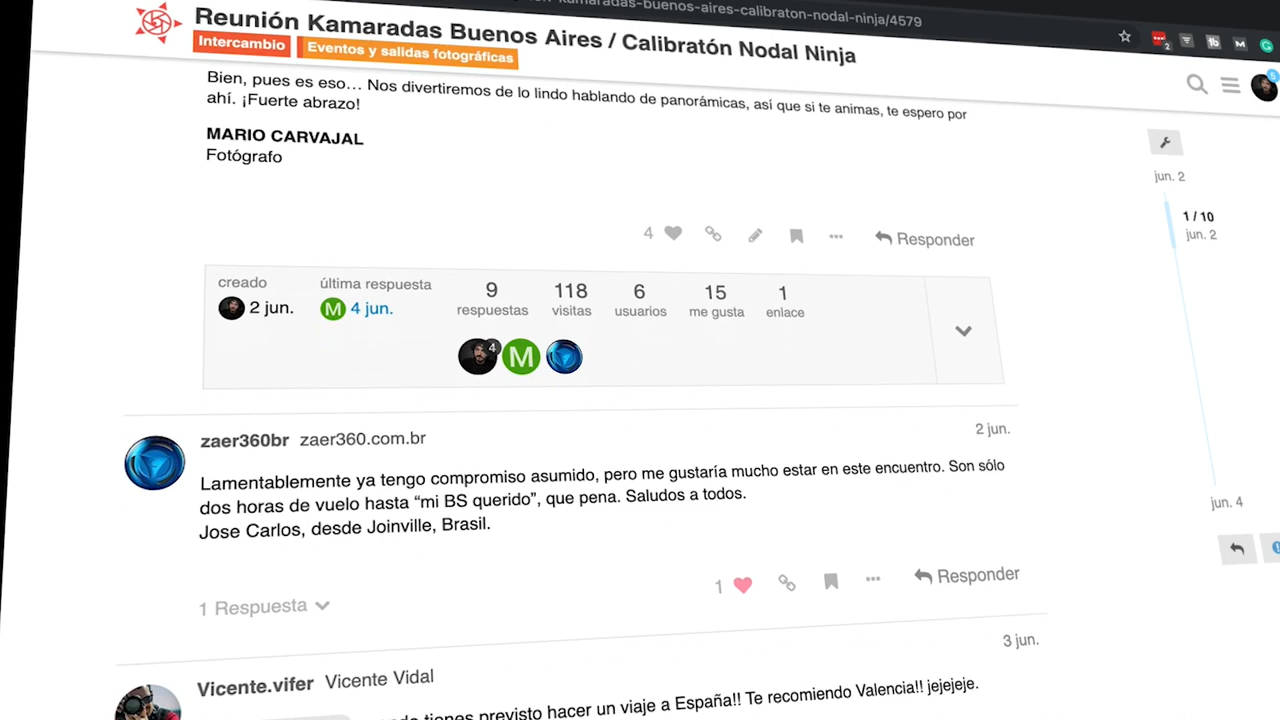 kamaradas-buenos-aires-calibraton-nodal-ninja/4579
Reunión Kamaradas Buenos Aires / Calibratón Nodal Ninja
Intercambio
Eventos y salidas fotográficas
Bien, pues es eso… Nos divertiremos de lo lindo hablando de panorámicas, así que si te animas, te espero por
ahí. ¡Fuerte abrazo!
MARIO CARVAJAL
Fotógrafo
4
Responder
jun. 2
1 / 10
jun. 2
jun. 4
creado
2 jun.
última respuesta
M 4 jun.
9
respuestas
118
visitas
6
usuarios
15
me gusta
1
enlace
4
M
zaer360br zaer360.com.br
2 jun.
Lamentablemente ya tengo compromiso asumido, pero me gustaría mucho estar en este encuentro. Son sólo
dos horas de vuelo hasta “mi BS querido”, que pena. Saludos a todos.
Jose Carlos, desde Joinville, Brasil.
1 Respuesta
1
Responder
Vicente.vifer Vicente Vidal
3 jun.
tienes previsto hacer un viaje a España!! Te recomiendo Valencia!! jejejeje.